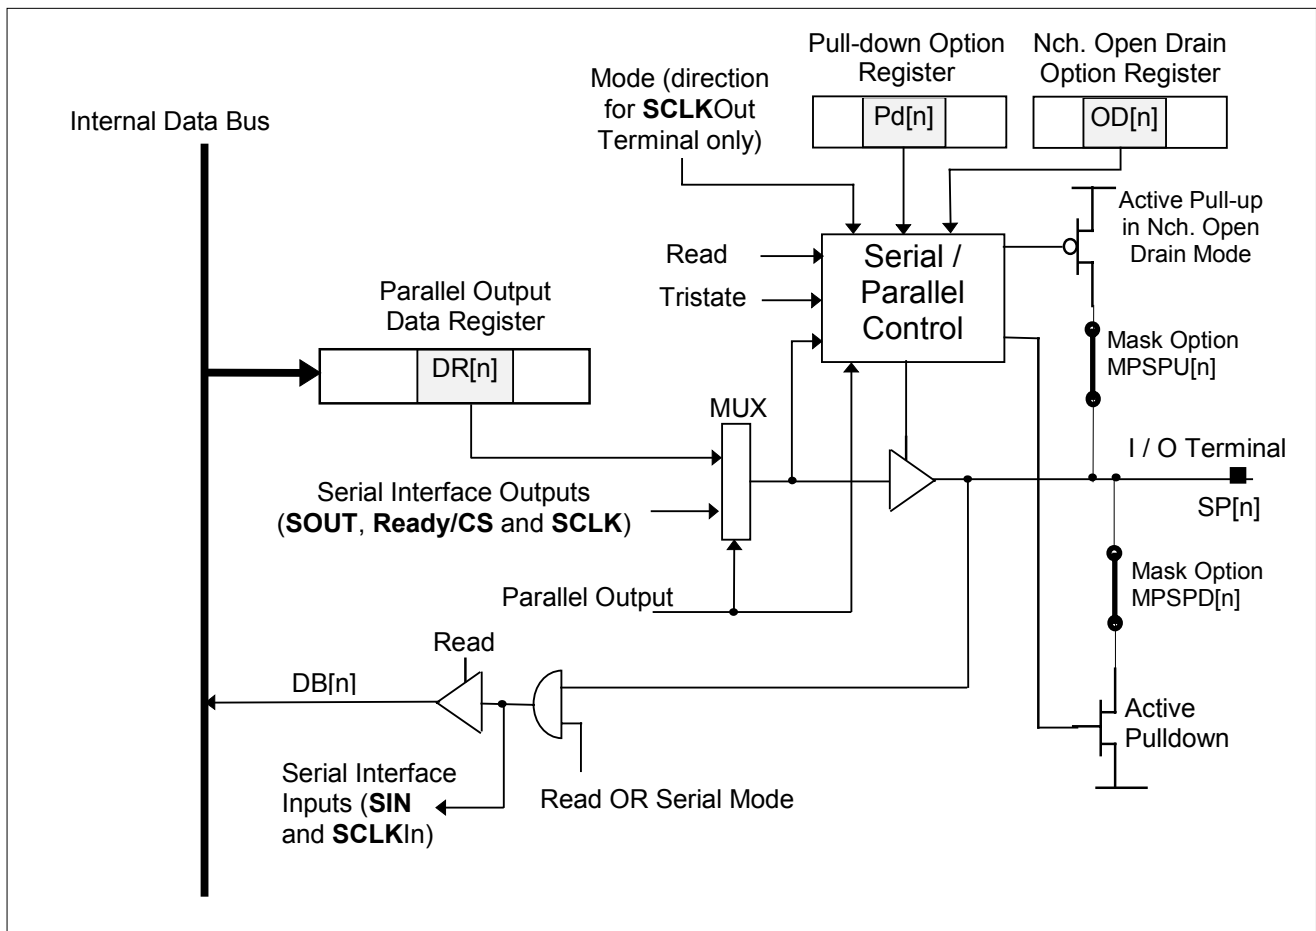 Pull-down Option
Register
Nch. Open Drain
Option Register
Mode (direction
for SCLKOut
Terminal only)
Pd[n]
OD[n]
Internal Data Bus
Active Pull-up
in Nch. Open
Drain Mode
Read
Tristate
Serial /
Parallel
Control
Parallel Output
Data Register
DR[n]
Mask Option
MPSPU[n]
MUX
I / O Terminal
SP[n]
Serial Interface Outputs
(SOUT, Ready/CS and SCLK)
Mask Option
MPSPD[n]
Parallel Output
Read
DB[n]
Active
Pulldown
Serial Interface
Inputs (SIN
and SCLKIn)
Read OR Serial Mode